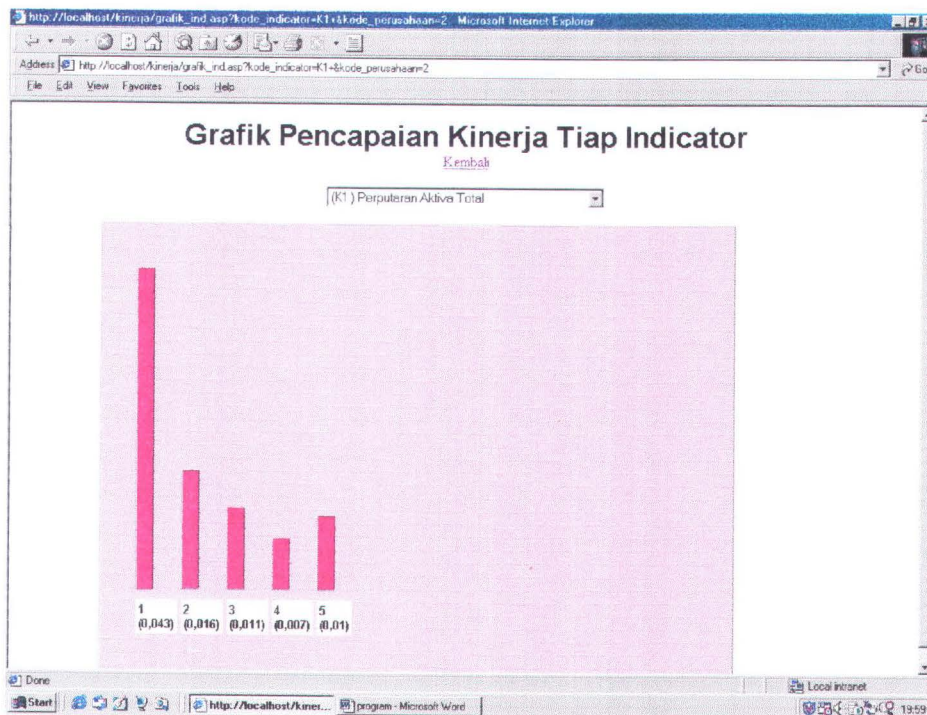 http://localhost/kinerja/grafik_ind.asp?kode_indicator=K1+&kode_perusahaan=2 - Microsoft Internet Explorer
Address http://localhost/kinerja/grafik_ind.asp?kode_indicator=K1+&kode_perusahaan=2 Go
File Edit View Favorites Tools Help
Grafik Pencapaian Kinerja Tiap Indicator
Kembali
(K1 ) Perputaran Aktiva Total
1 2 3 4 5
(0,043) (0,016) (0,011) (0,007) (0,01)
Done Local intranet
Start http://localhost/kiner... program - Microsoft Word 19:59